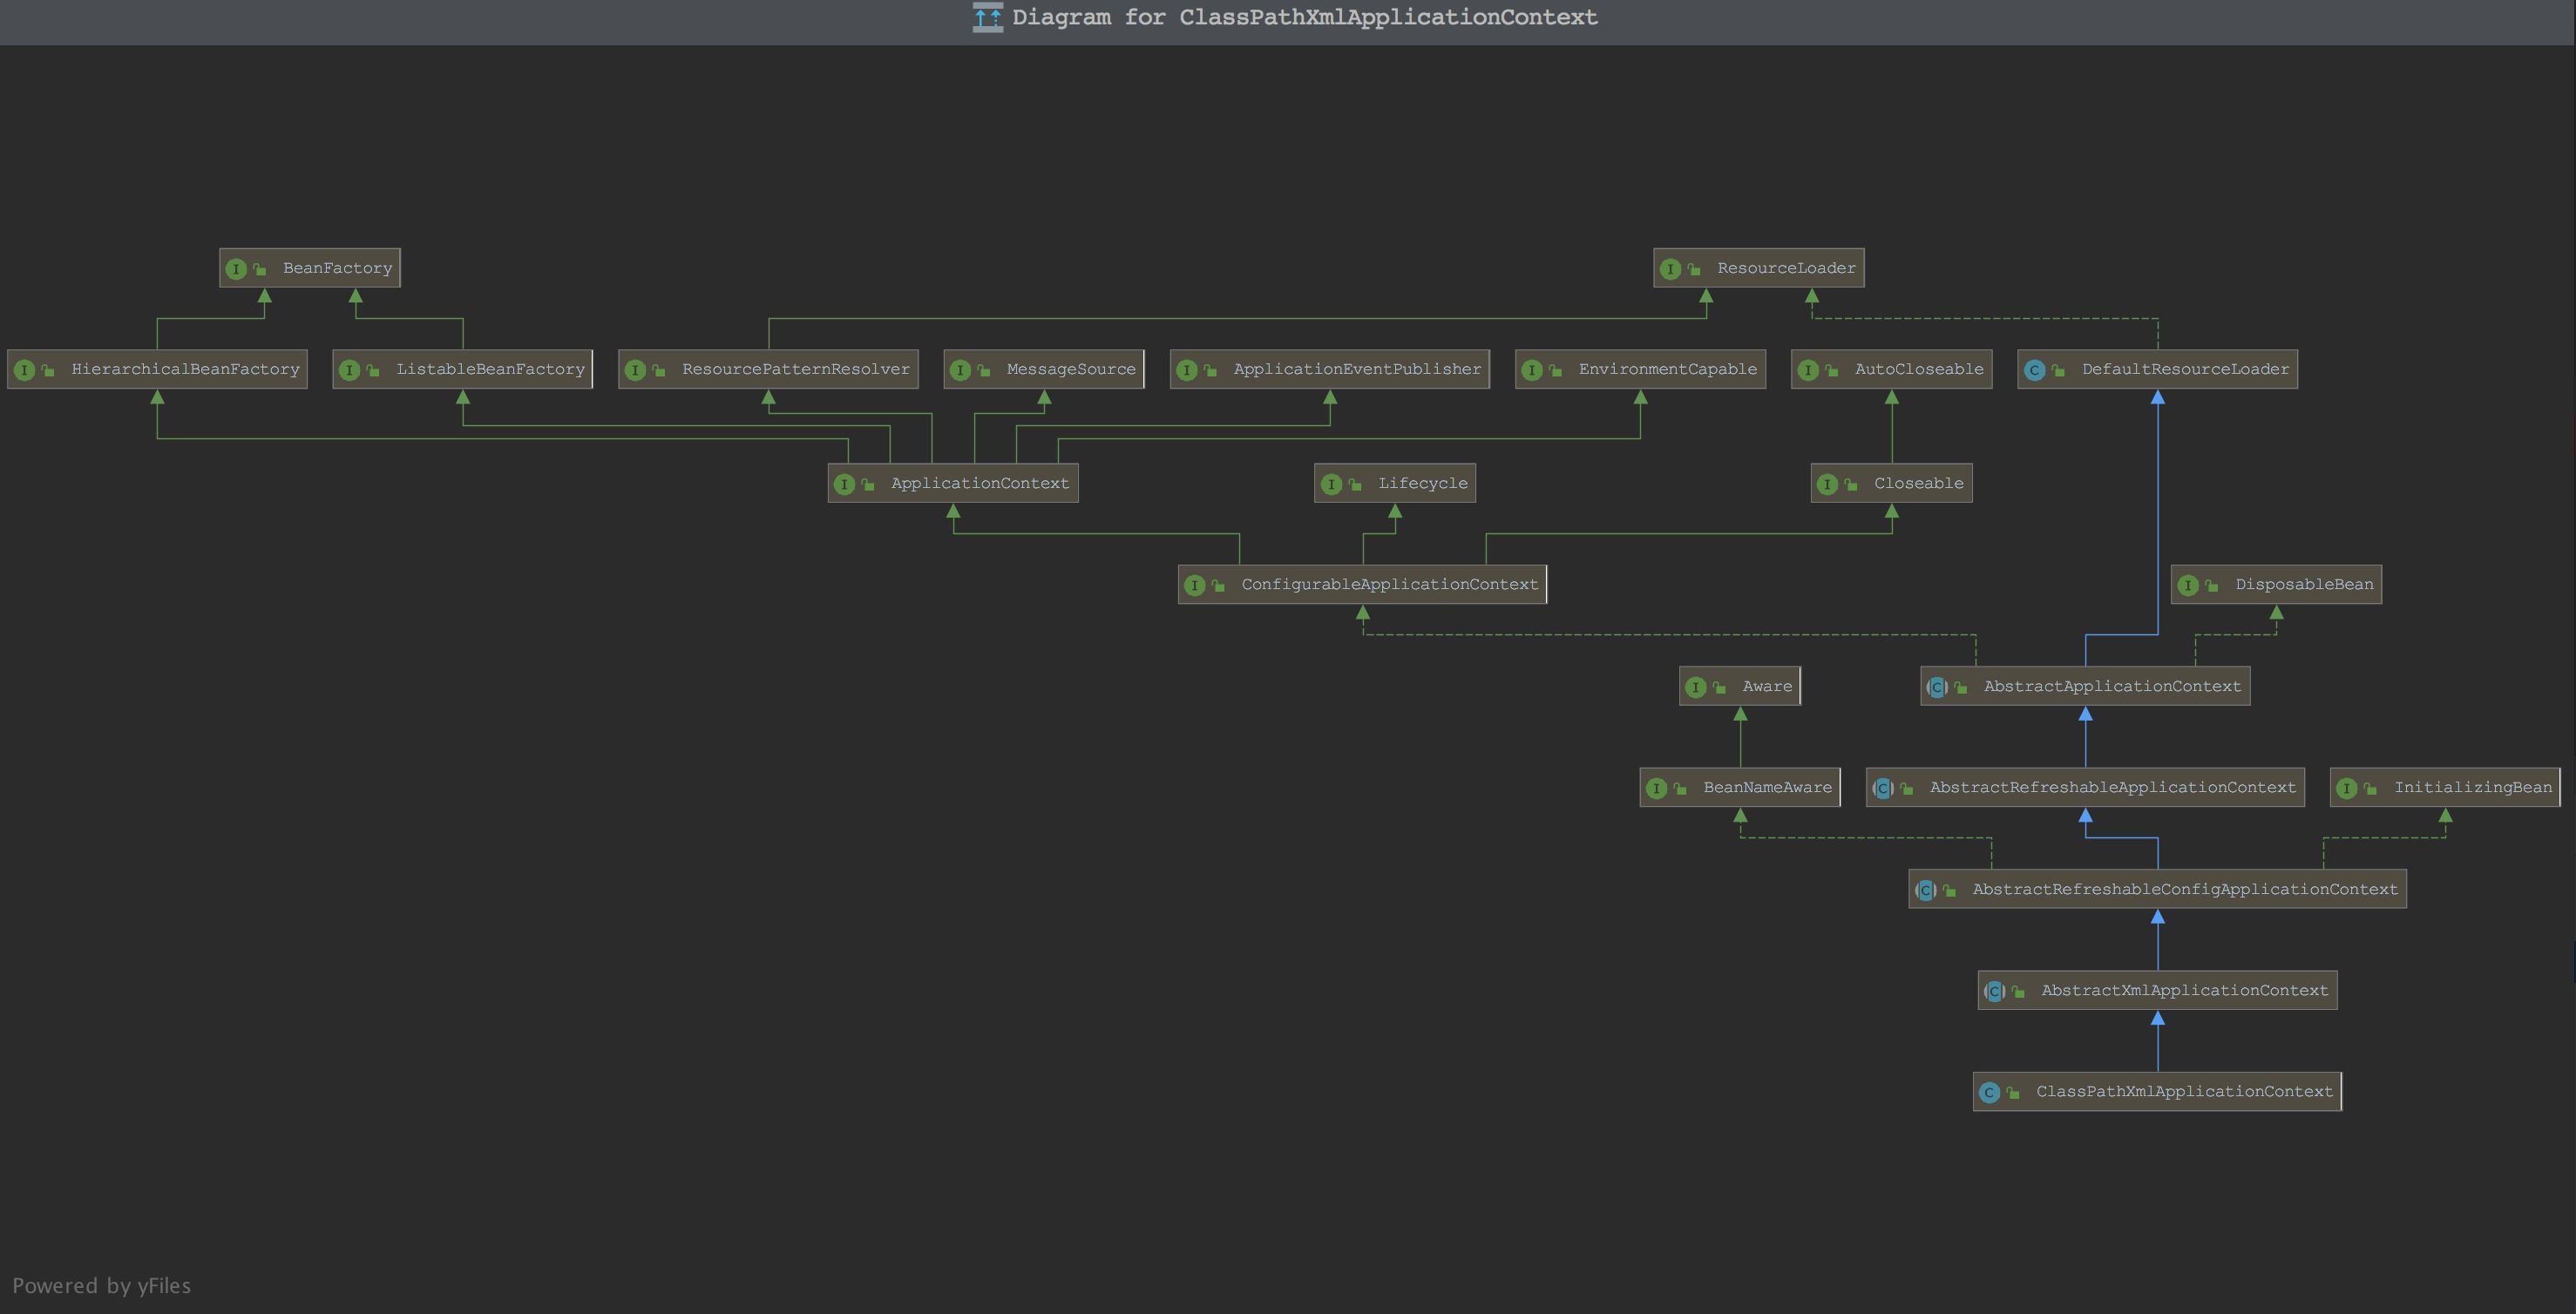 Diagram for ClassPathXmlApplicationContext
BeanFactory
ResourceLoader
HierarchicalBeanFactory
ListableBeanFactory
ResourcePatternResolver
MessageSource
ApplicationEventPublisher
EnvironmentCapable
AutoCloseable
DefaultResourceLoader
ApplicationContext
Lifecycle
Closeable
ConfigurableApplicationContext
DisposableBean
Aware
AbstractApplicationContext
BeanNameAware
AbstractRefreshableApplicationContext
InitializingBean
AbstractRefreshableConfigApplicationContext
AbstractXmlApplicationContext
ClassPathXmlApplicationContext
Powered by yFiles